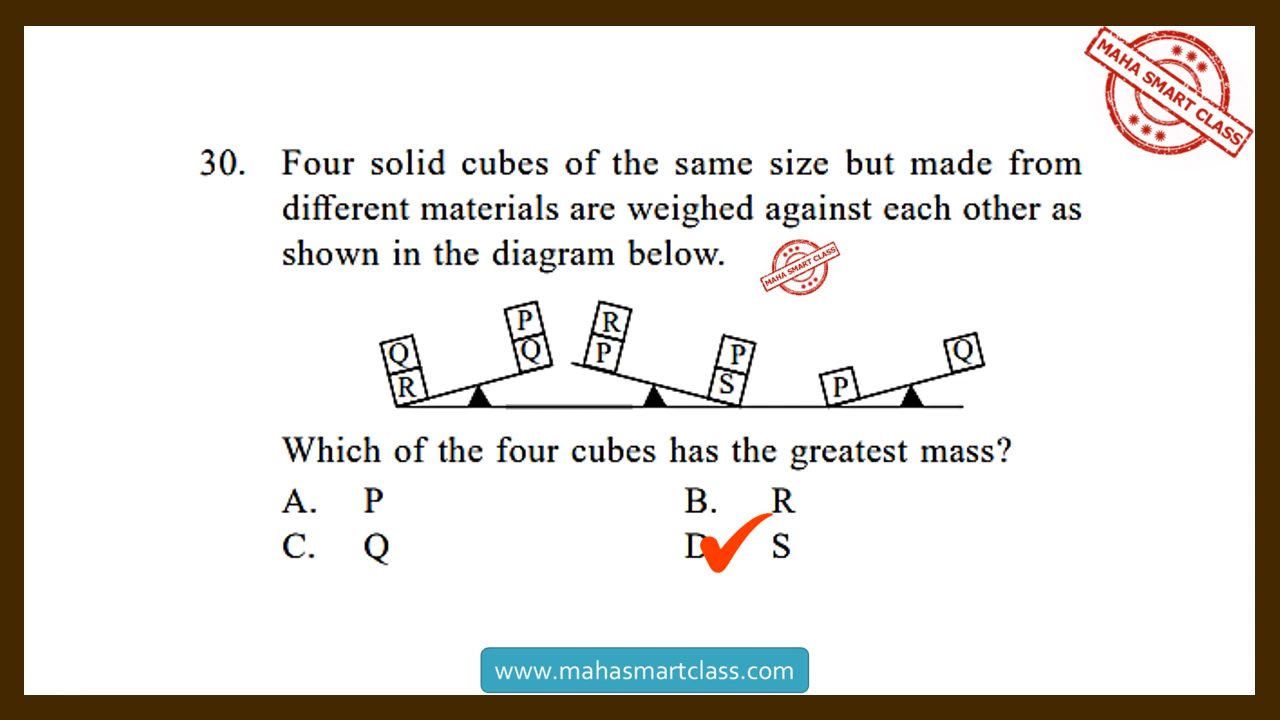 MAHA SMART CLASS
30. Four solid cubes of the same size but made from
different materials are weighed against each other as
shown in the diagram below.
MAHA SMART CLASS
Q R P Q R P P S P Q
Which of the four cubes has the greatest mass?
A. P B. R
C. Q D S
www.mahasmartclass.com